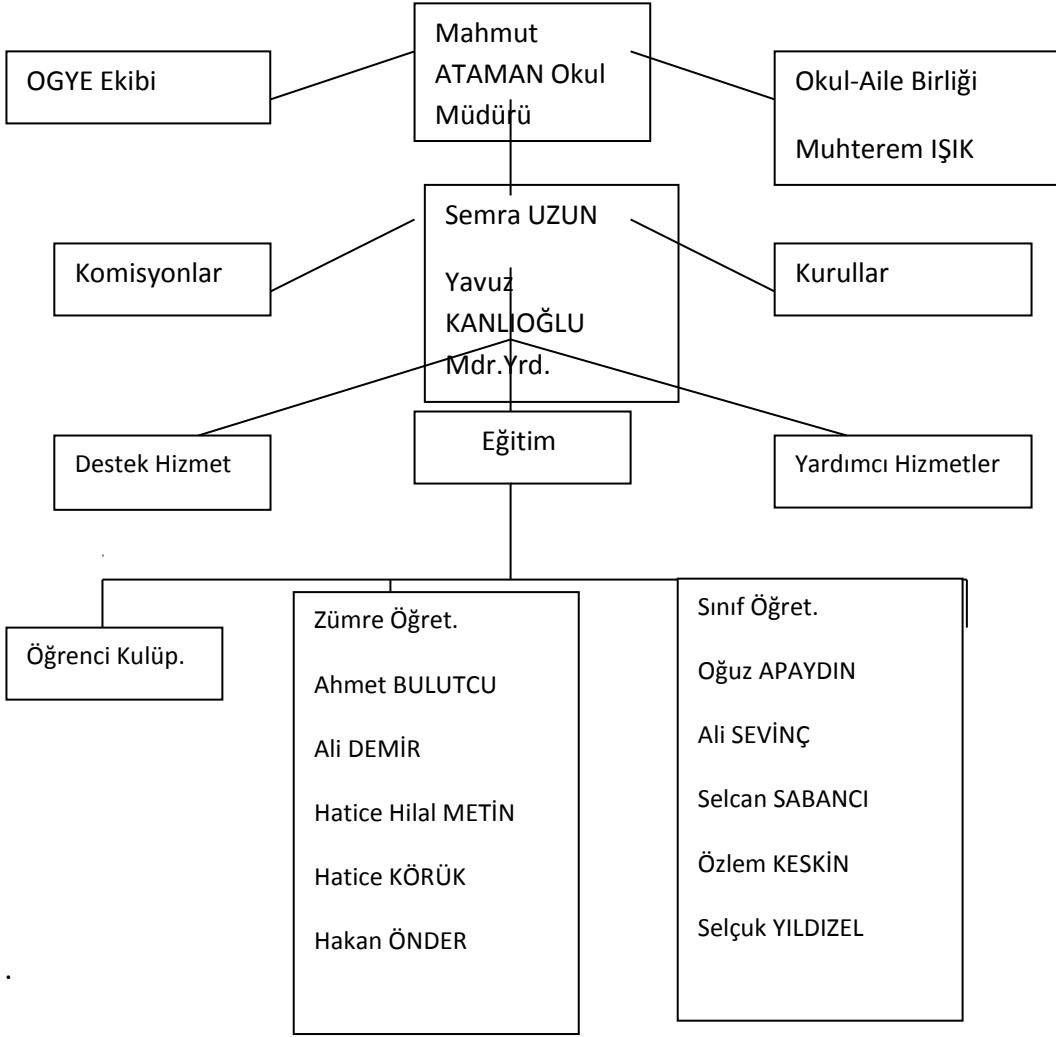 Mahmut
ATAMAN Okul
Müdürü
OGYE Ekibi
Okul-Aile Birliği
Muhterem IŞIK
Semra UZUN
Yavuz
KANLIOĞLU
Mdr.Yrd.
Komisyonlar
Kurullar
Destek Hizmet
Eğitim
Yardımcı Hizmetler
Öğrenci Kulüp.
Zümre Öğret.
Ahmet BULUTCU
Ali DEMİR
Hatice Hilal METİN
Hatice KÖRÜK
Hakan ÖNDER
Sınıf Öğret.
Oğuz APAYDIN
Ali SEVİNÇ
Selcan SABANCI
Özlem KESKİN
Selçuk YILDIZEL
.